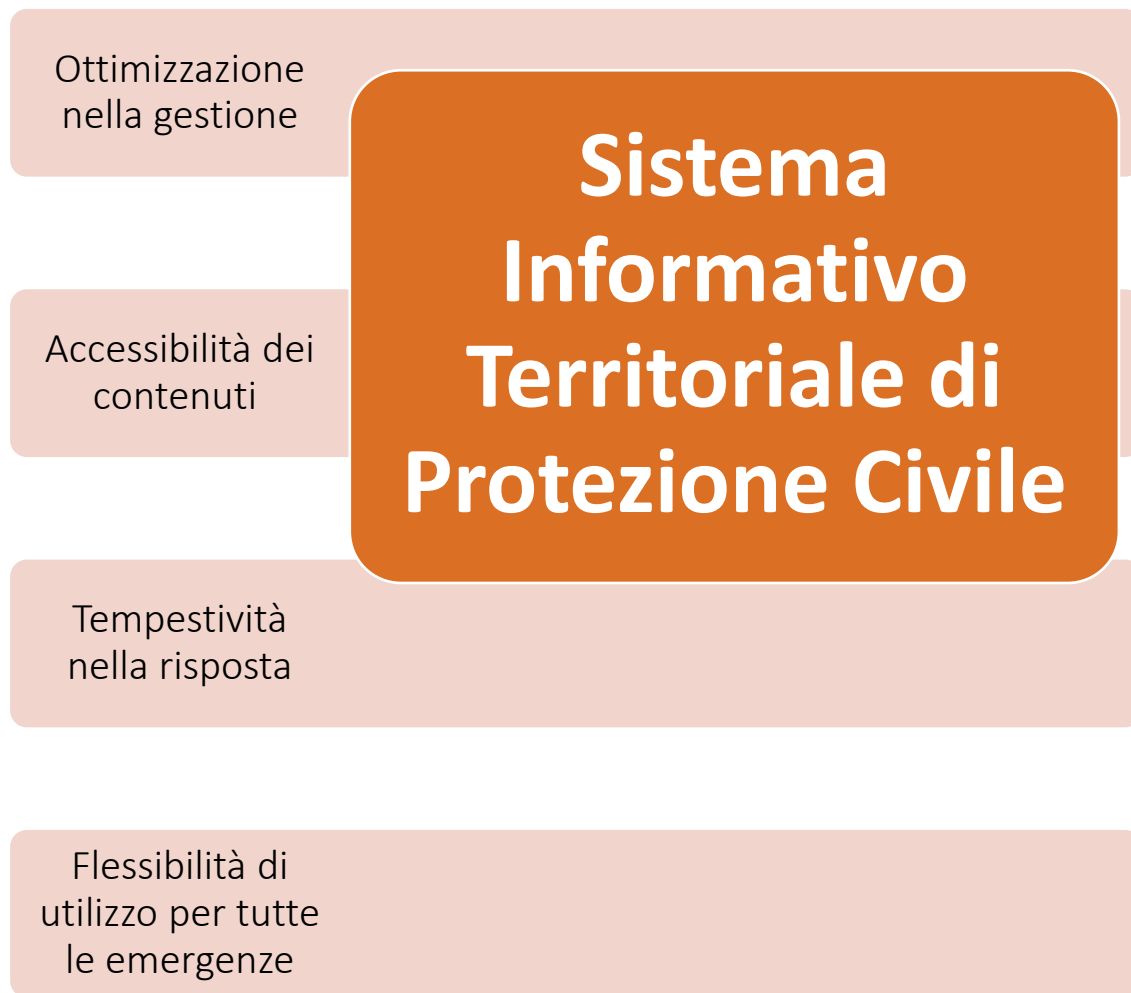 Ottimizzazione
nella gestione
Sistema
Informativo
Territoriale di
Protezione Civile
Accessibilità dei
contenuti
Tempestività
nella risposta
Flessibilità di
utilizzo per tutte
le emergenze